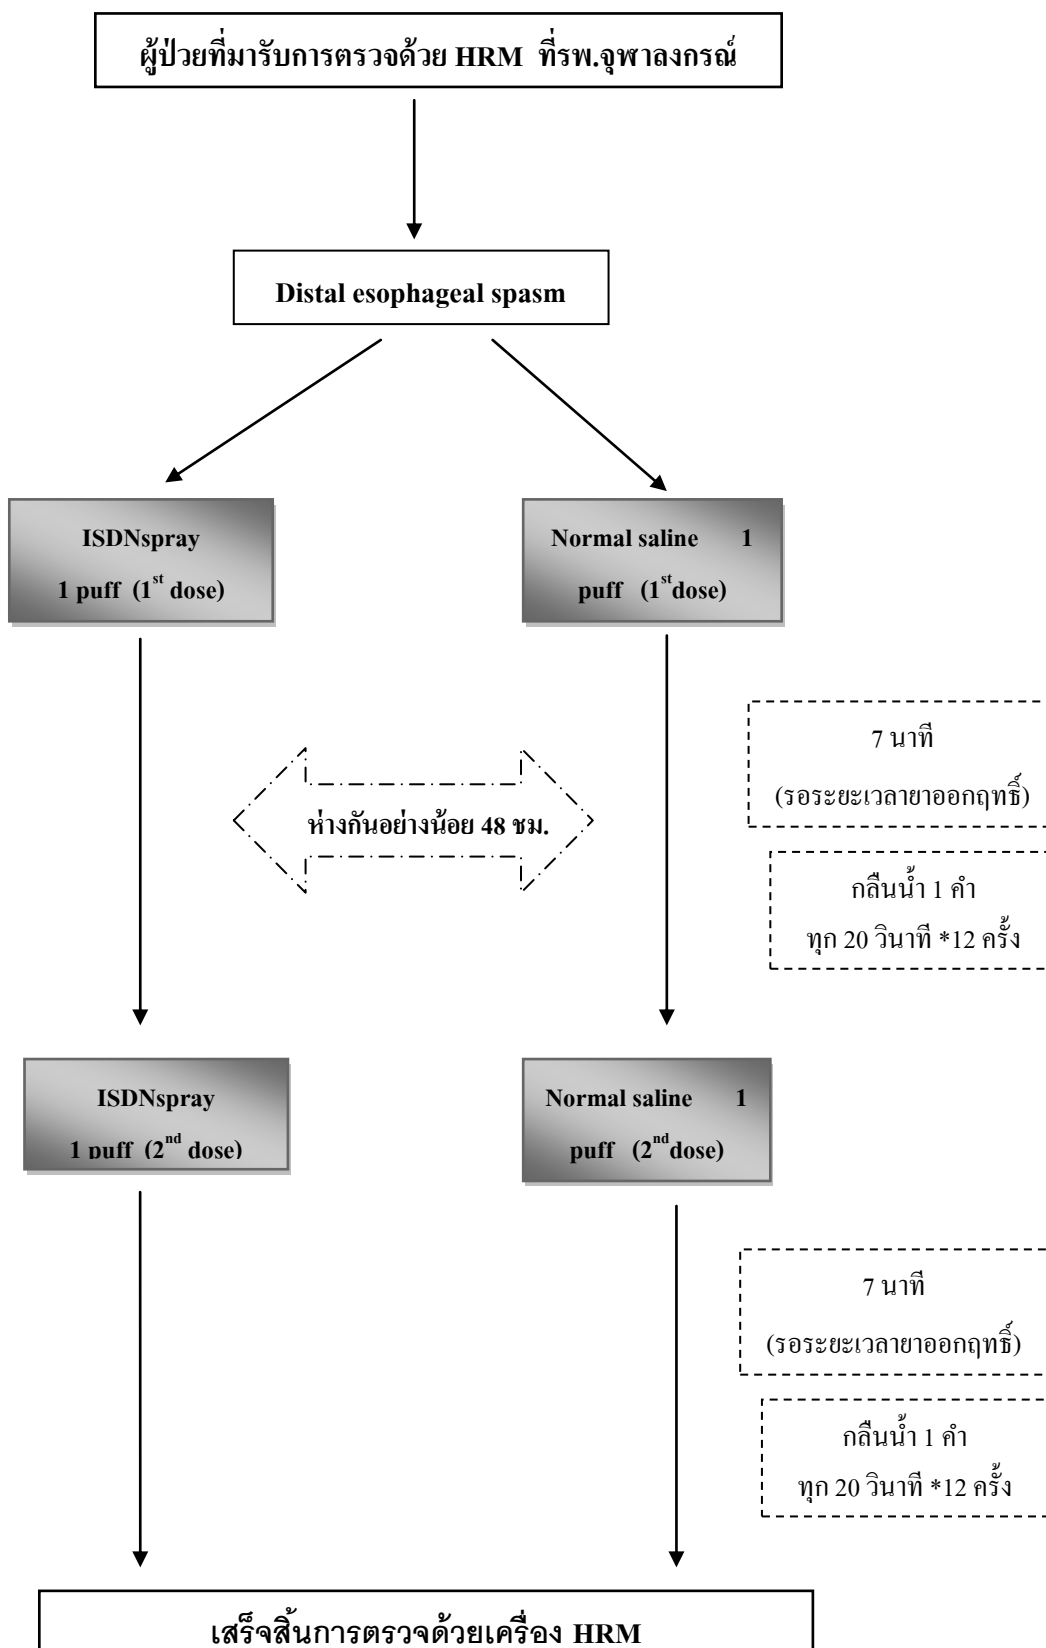 ผู้ป่วยที่มารับการตรวจด้วย HRM ที่รพ.จุฬาลงกรณ์
Distal esophageal spasm
ISDNspray
1 puff (1st dose)
Normal saline 1
puff (1st dose)
7 นาที
(รอระยะเวลายาออกฤทธิ์)
ห่างกันอย่างน้อย 48 ชม.
กลืนน้ำ 1 คำ
ทุก 20 วินาที *12 ครั้ง
ISDNspray
1 puff (2nd dose)
Normal saline 1
puff (2nd dose)
7 นาที
(รอระยะเวลายาออกฤทธิ์)
กลืนน้ำ 1 คำ
ทุก 20 วินาที *12 ครั้ง
เสร็จสิ้นการตรวจด้วยเครื่อง HRM